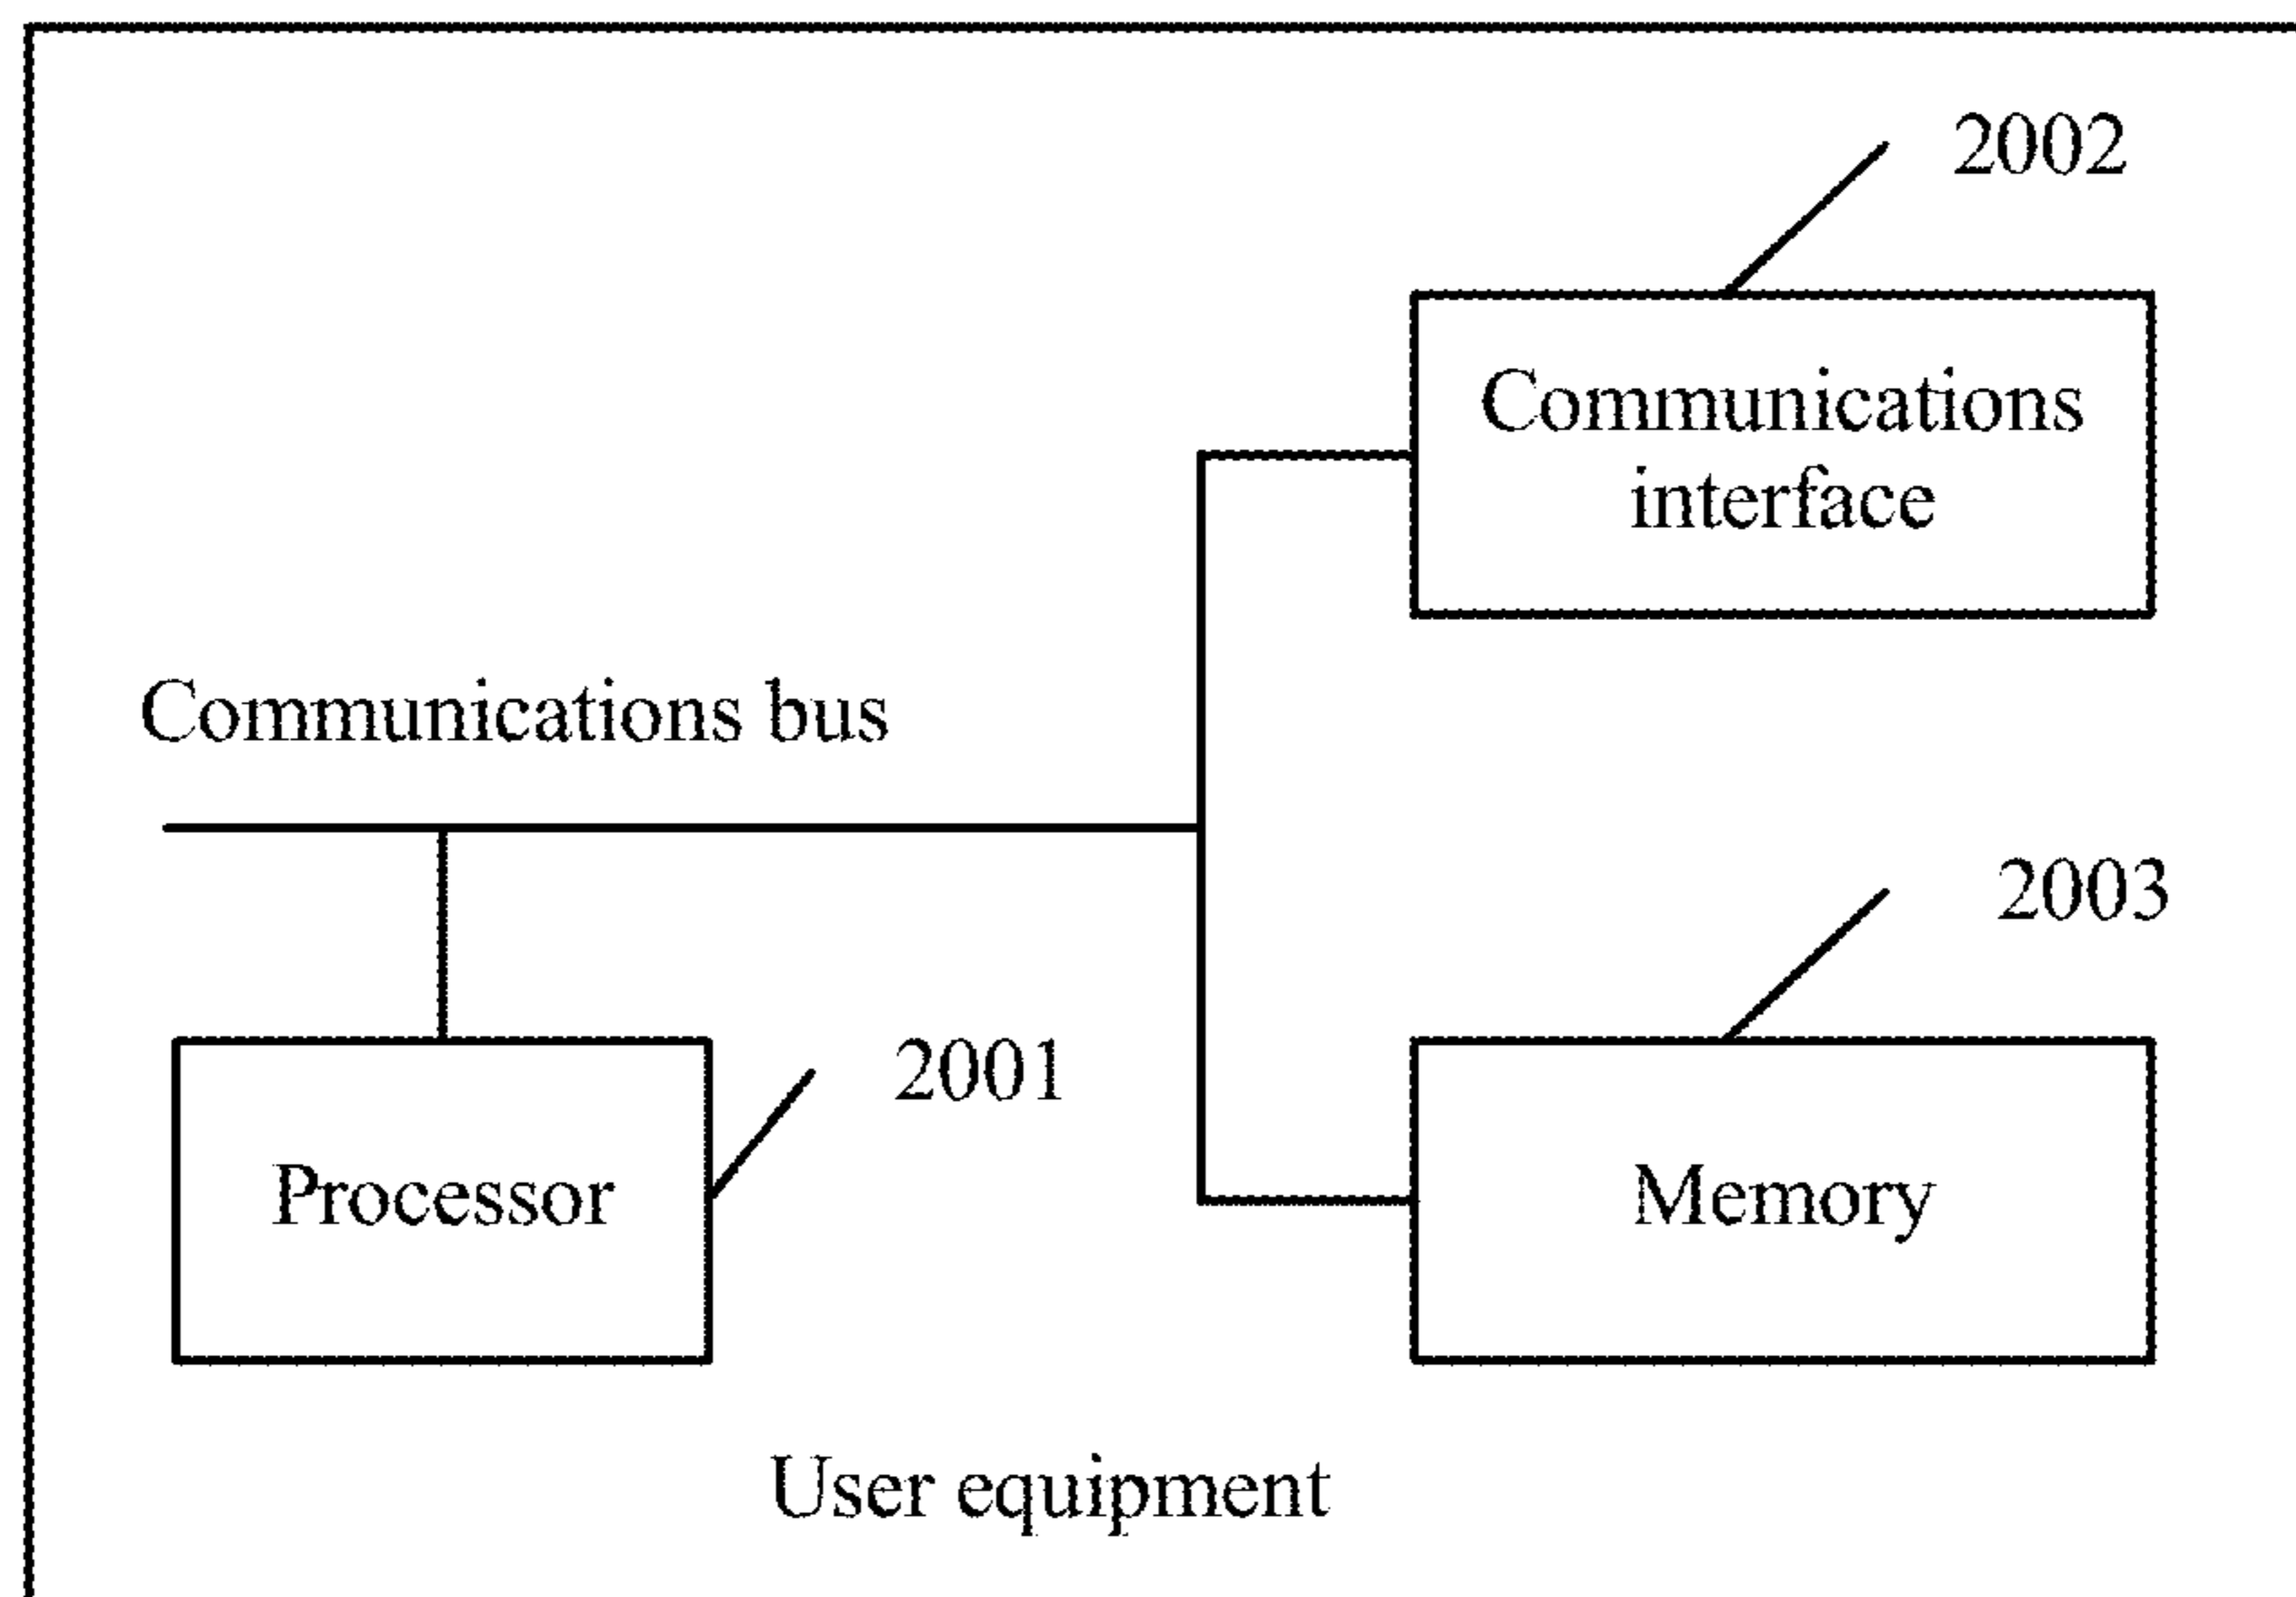 2002
Communications
interface
Communications bus
2003
2001
Processor
Memory
User equipment